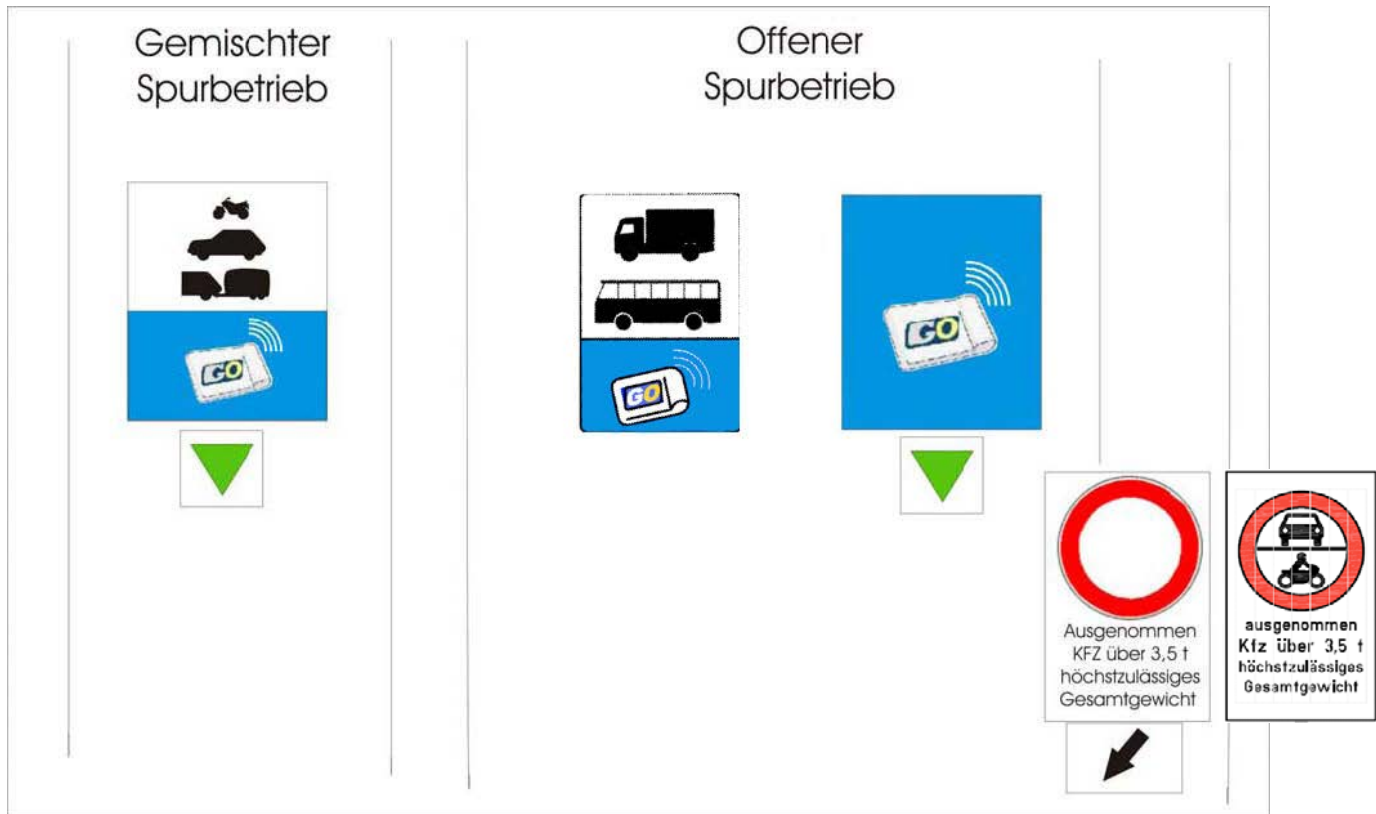 Gemischter
Spurbetrieb
Offener
Spurbetrieb
GO
GO
GO
Ausgenommen
KFZ über 3,5 t
höchstzulässiges
Gesamtgewicht
ausgenommen
Kfz über 3,5 t
höchstzulässiges
Gesamtgewicht